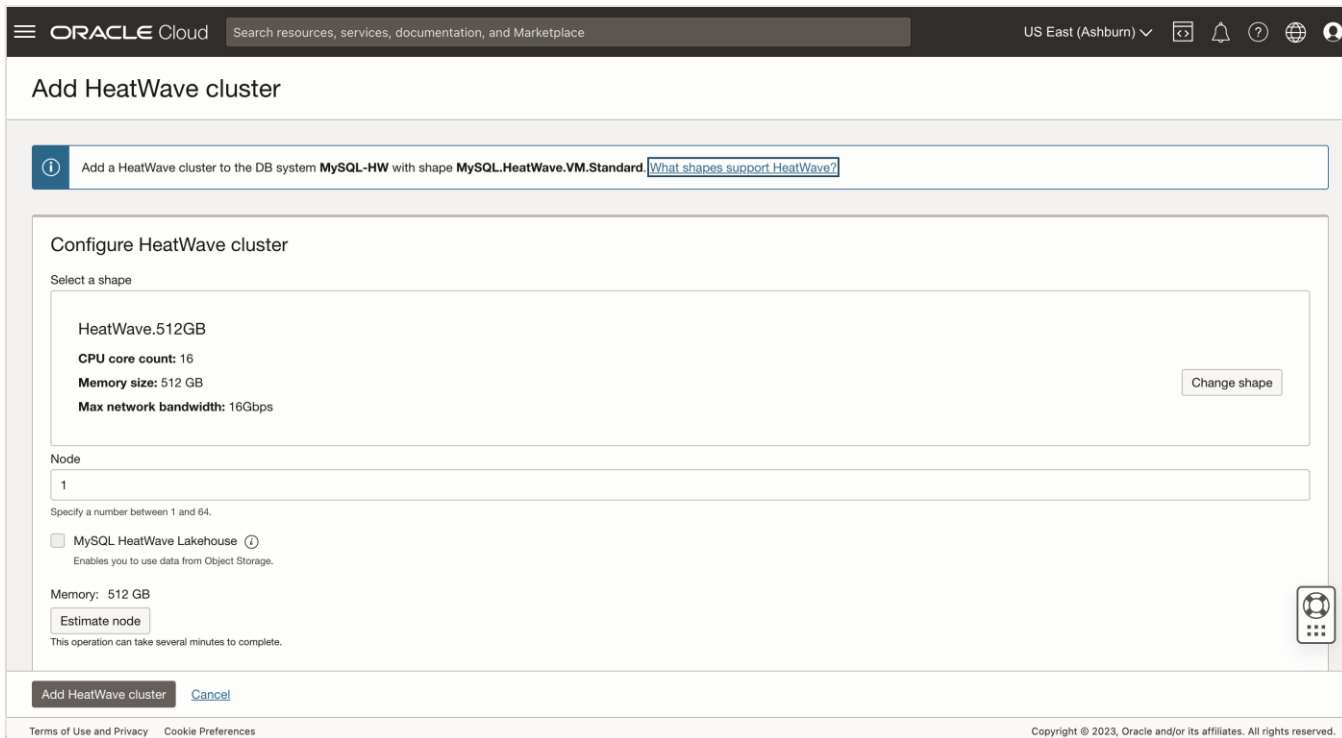 ORACLE Cloud
Search resources, services, documentation, and Marketplace
US East (Ashburn)
Add HeatWave cluster
Add a HeatWave cluster to the DB system MySQL-HW with shape MySQL.HeatWave.VM.Standard. What shapes support HeatWave?
Configure HeatWave cluster
Select a shape
HeatWave.512GB
CPU core count: 16
Memory size: 512 GB
Max network bandwidth: 16Gbps
Change shape
Node
1
Specify a number between 1 and 64.
MySQL HeatWave Lakehouse
Enables you to use data from Object Storage.
Memory: 512 GB
Estimate node
This operation can take several minutes to complete.
Add HeatWave cluster Cancel
Terms of Use and Privacy Cookie Preferences
Copyright © 2023, Oracle and/or its affiliates. All rights reserved.